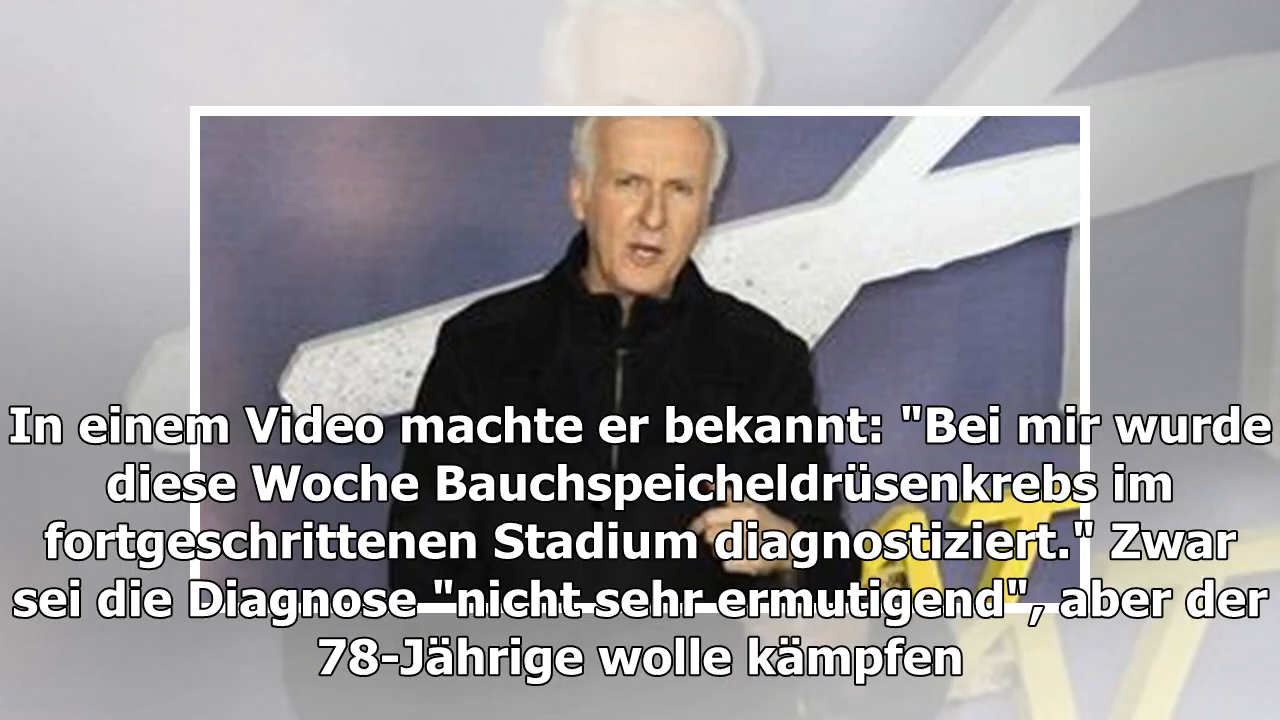 In einem Video machte er bekannt: "Bei mir wurde
diese Woche Bauchspeicheldrüsenkrebs im
fortgeschrittenen Stadium diagnostiziert." Zwar
sei die Diagnose "nicht sehr ermutigend", aber der
78-Jährige wolle kämpfen